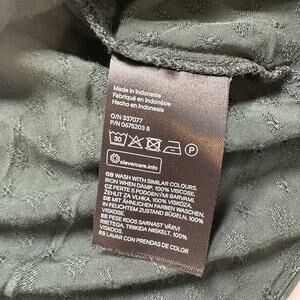 Made in Indonesia
Fabriqué en Indonésie
Hecho en Indonesia
O/N 337077
P/N 0675203 8
30
P
clevercare.info
GB WASH WITH SIMILAR COLOURS.
IRON WHEN DAMP, 100% VISCOSE.
CZ PERTE S PODOBNÝMI BARVAMI.
ŽEHLIT ZA VLHKA, 100% VISKÓZA.
DE MIT ÄHNLICHEN FARBEN WASCHEN,
IN FEUCHTEM ZUSTAND BÜGELN, 100%
VISKOSE.
EE PESE KOOS SARNAST VÄRVI
RIIETEGA, TRIIKIDA NIISKELT, 100%
VISKOOS.
ES LAVAR CON PRENDAS DE COLOR